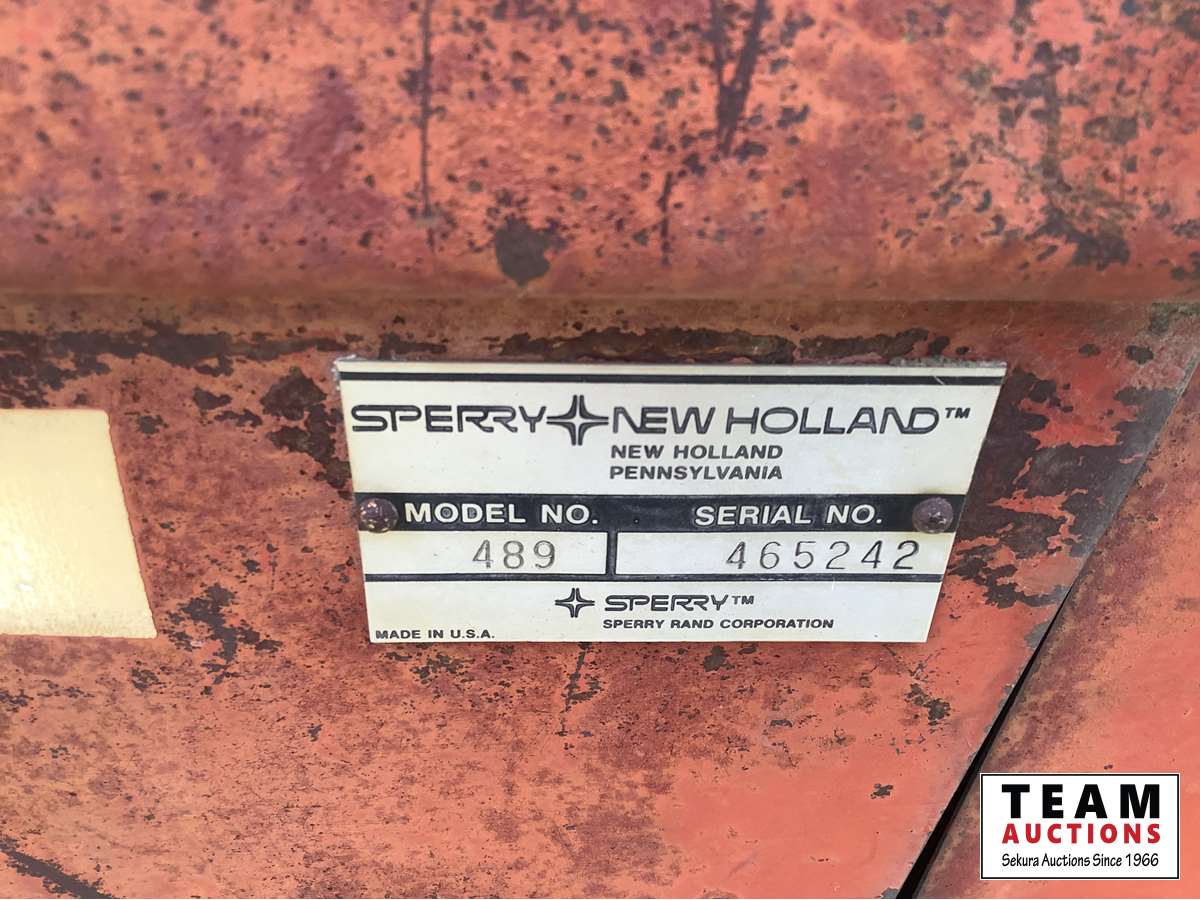 SPERRY NEW HOLLAND™
NEW HOLLAND
PENNSYLVANIA
MODEL NO. SERIAL NO.
489 465242
SPERRY™
SPERRY RAND CORPORATION
MADE IN U.S.A.
TEAM
AUCTIONS
Sekura Auctions Since 1966